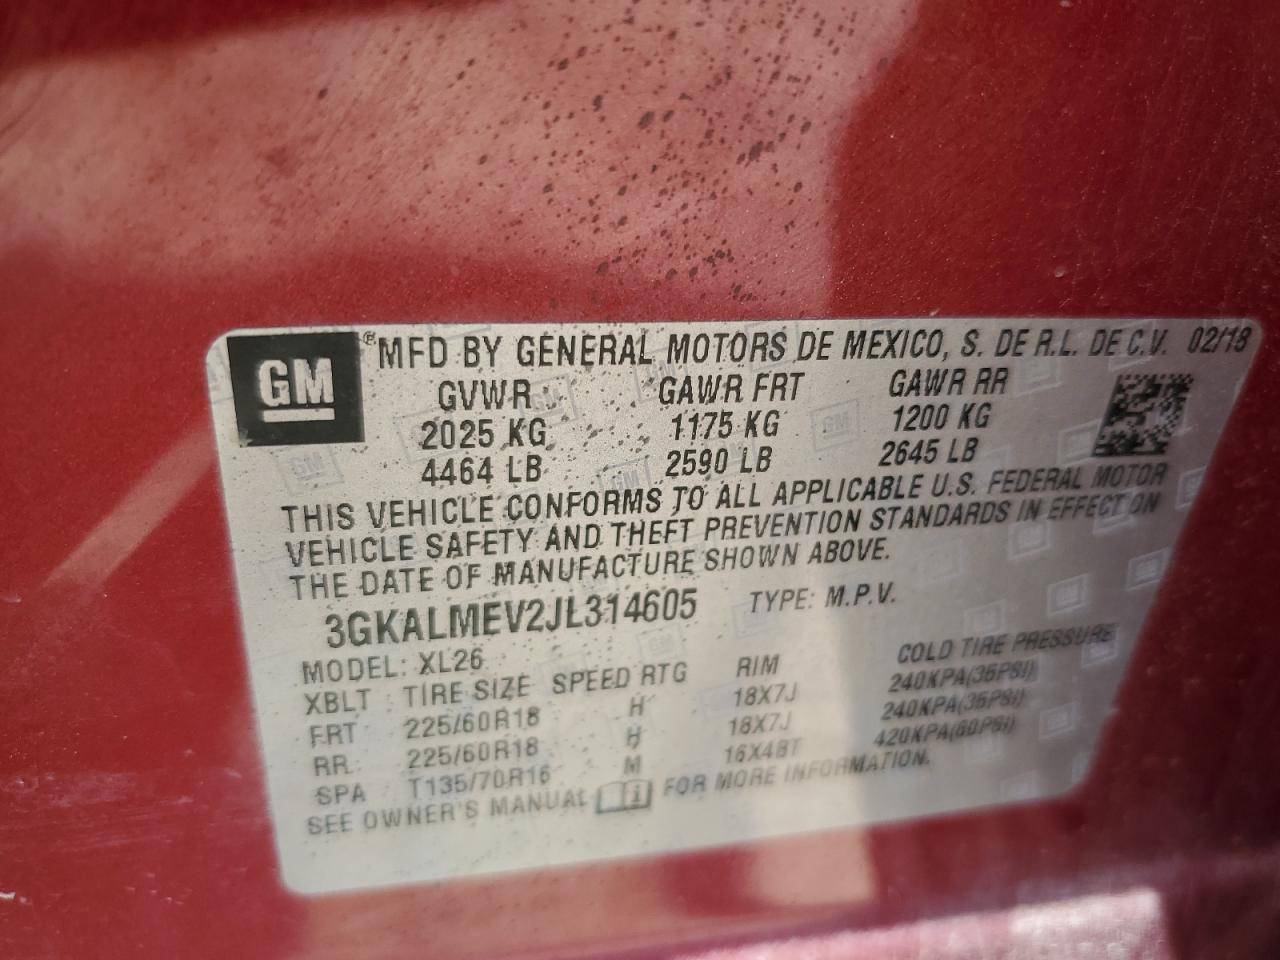 GM ® MFD BY GENERAL MOTORS DE MEXICO, S. DE R.L. DE C.V. 02/18
GVWR GAWR FRT GAWR RR
2025 KG 1175 KG 1200 KG
4464 LB 2590 LB 2645 LB
THIS VEHICLE CONFORMS TO ALL APPLICABLE U.S. FEDERAL MOTOR
VEHICLE SAFETY AND THEFT PREVENTION STANDARDS IN EFFECT ON
THE DATE OF MANUFACTURE SHOWN ABOVE.
3GKALMEV2JL314605 TYPE: M.P.V.
MODEL: XL26
XBLT TIRE SIZE SPEED RTG RIM COLD TIRE PRESSURE
FRT 225/60R18 H 18X7J 240KPA(35PSI)
RR 225/60R18 H 18X7J 240KPA(35PSI)
SPA T135/70R16 M 16X4BT 420KPA(60PSI)
SEE OWNER'S MANUAL FOR MORE INFORMATION.